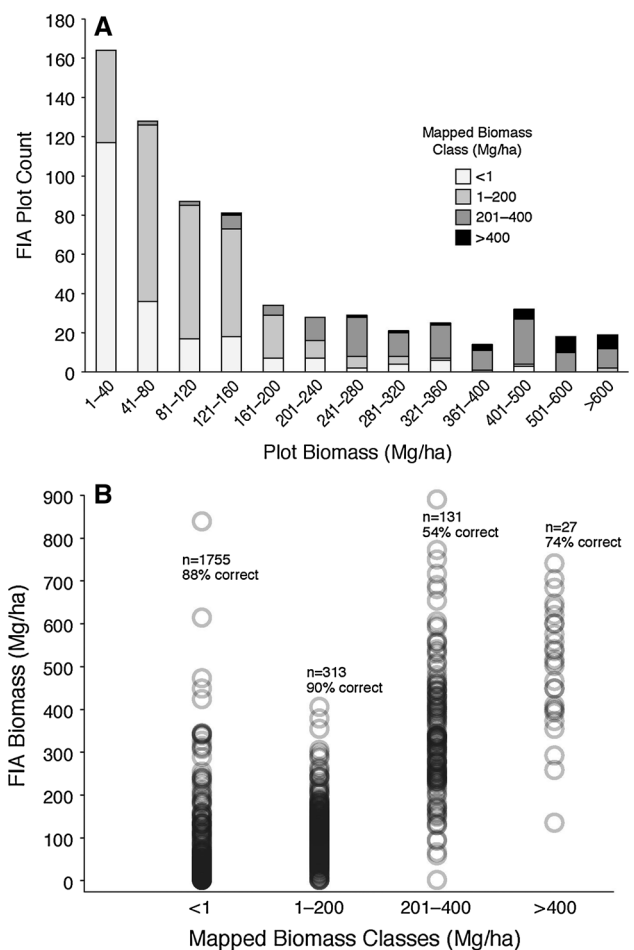 A
180
160
140
120
100
80
60
40
20
0
FIA Plot Count
Mapped Biomass
Class (Mg/ha)
<1
1–200
201–400
>400
1–40
41–80
81–120
121–160
161–200
201–240
241–280
281–320
321–360
361–400
401–500
501–600
>600
Plot Biomass (Mg/ha)
B
900
800
700
600
500
400
300
200
100
0
FIA Biomass (Mg/ha)
n=1755
88% correct
n=313
90% correct
n=131
54% correct
n=27
74% correct
<1
1–200
201–400
>400
Mapped Biomass Classes (Mg/ha)